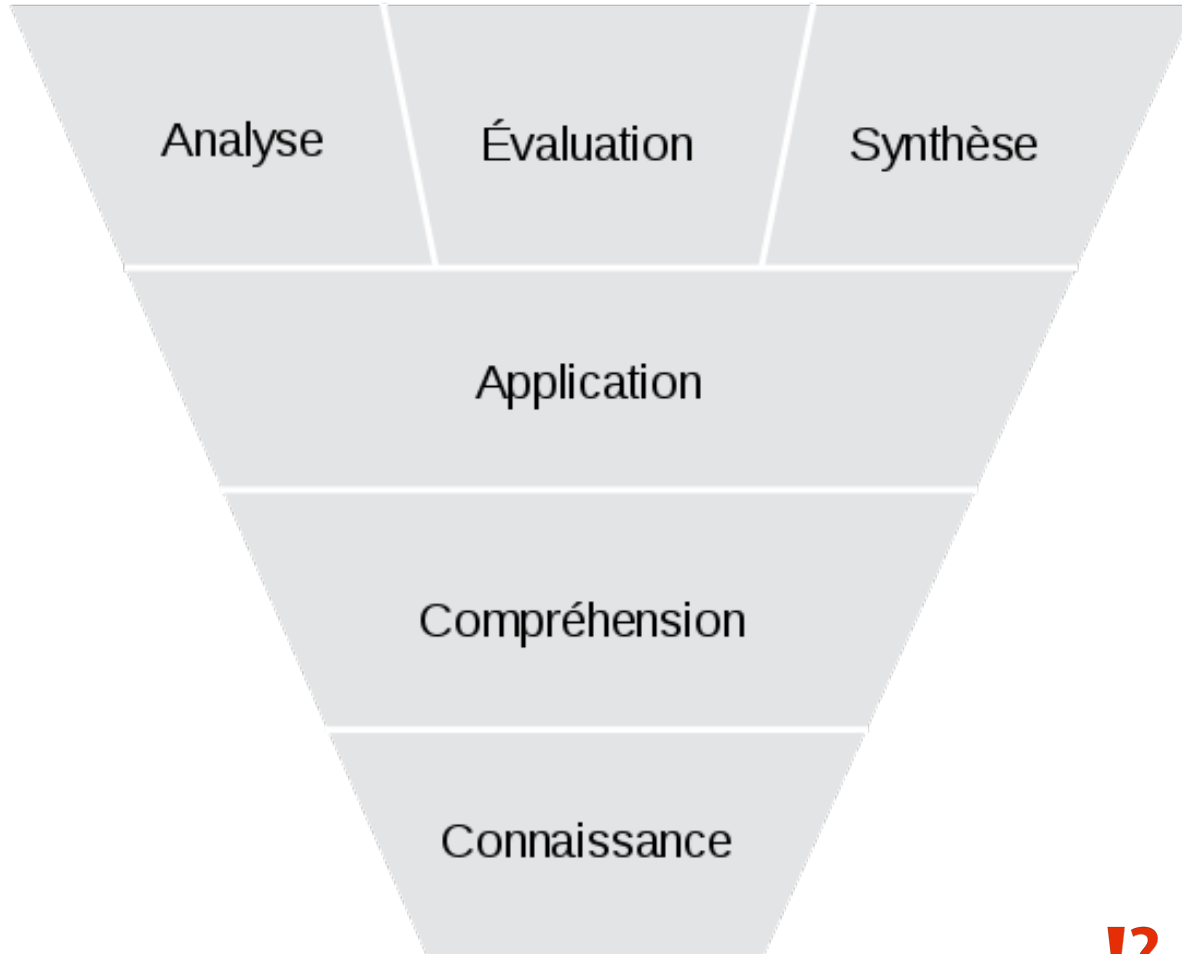 Analyse Évaluation Synthèse
Application
Compréhension
Connaissance
!?